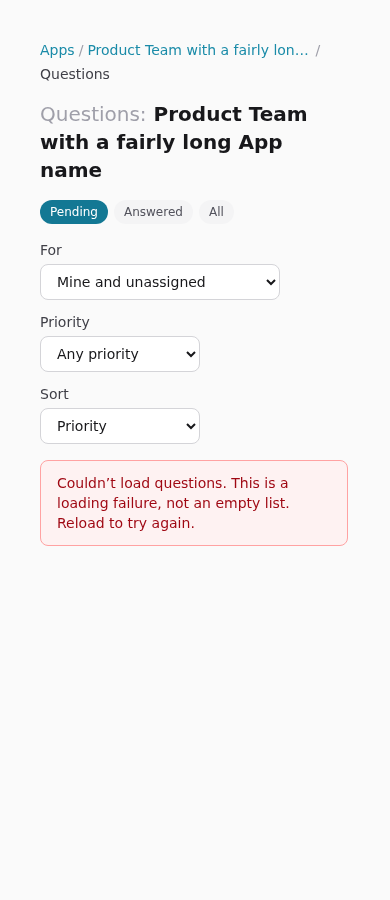 Apps / Product Team with a fairly lon… /
Questions
Questions: Product Team
with a fairly long App
name
Pending Answered All
For
Mine and unassigned
Priority
Any priority
Sort
Priority
Couldn’t load questions. This is a
loading failure, not an empty list.
Reload to try again.